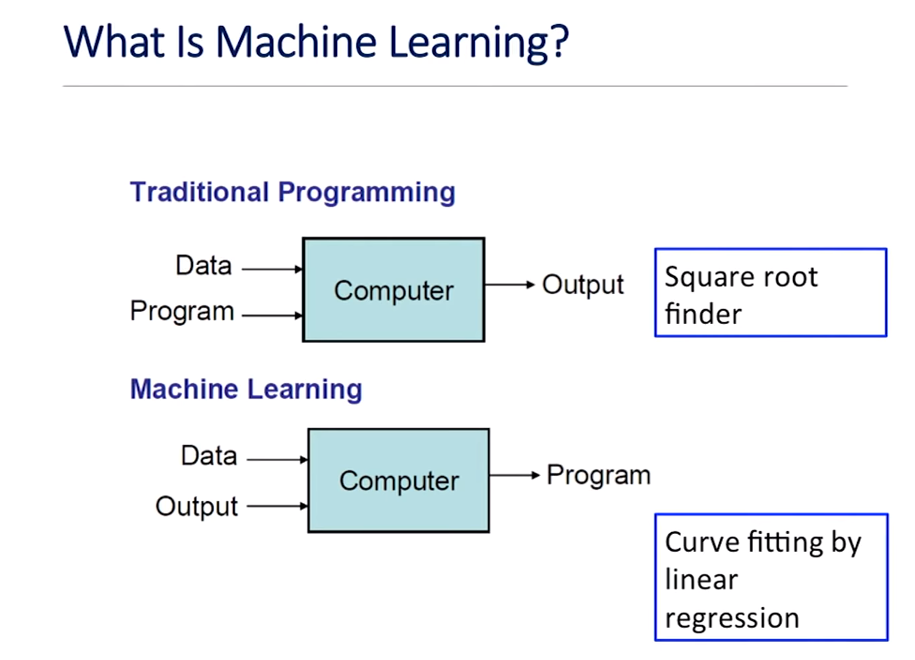 What Is Machine Learning?
Traditional Programming
Data
Program
Computer
Output
Square root
finder
Machine Learning
Data
Output
Computer
Program
Curve fitting by
linear
regression